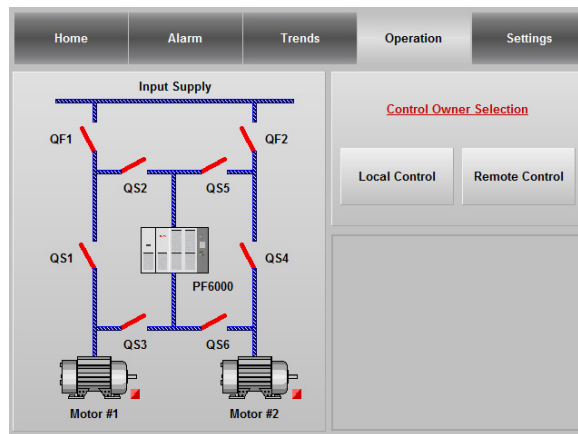 Home Alarm Trends Operation Settings
Input Supply
Control Owner Selection
QF1 QF2
QS2 QS5
Local Control Remote Control
QS1 QS4
PF6000
QS3 QS6
Motor #1 Motor #2